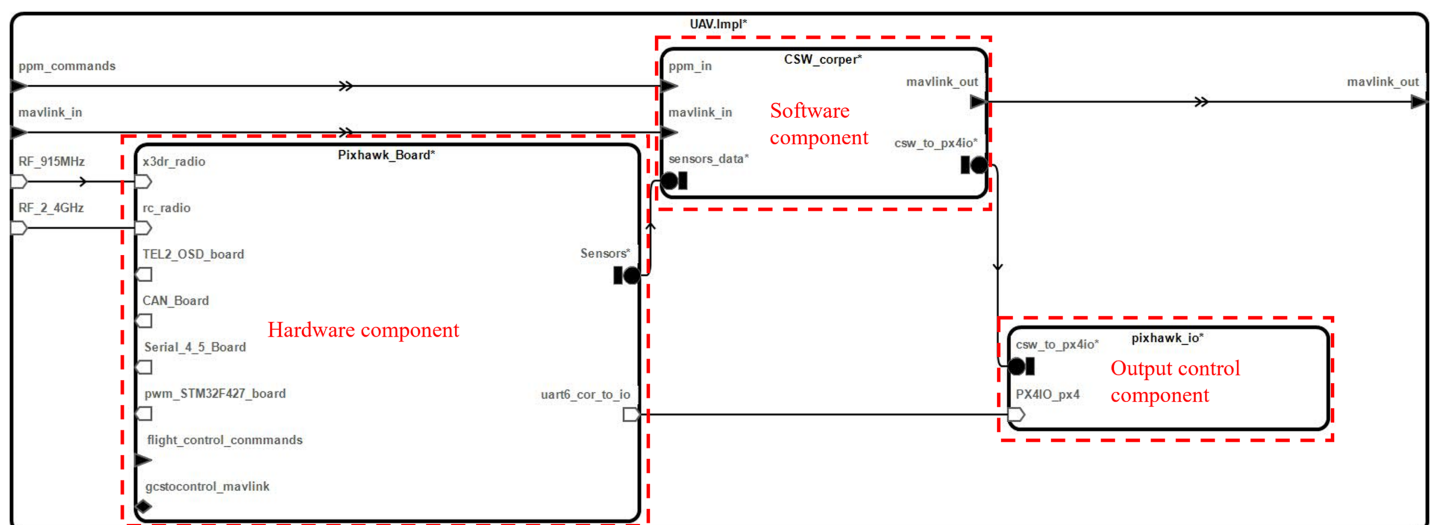 UAV.Impl*
ppm_commands
mavlink_in
RF_915MHz
RF_2_4GHz
Pixhawk_Board*
x3dr_radio
rc_radio
TEL2_OSD_board
CAN_Board
Serial_4_5_Board
pwm_STM32F427_board
flight_control_conmmands
gcstocontrol_mavlink
Hardware component
Sensors*
uart6_cor_to_io
CSW_corper*
ppm_in
mavlink_in
sensors_data*
Software
component
mavlink_out
csw_to_px4io*
mavlink_out
pixhawk_io*
csw_to_px4io*
PX4IO_px4
Output control
component